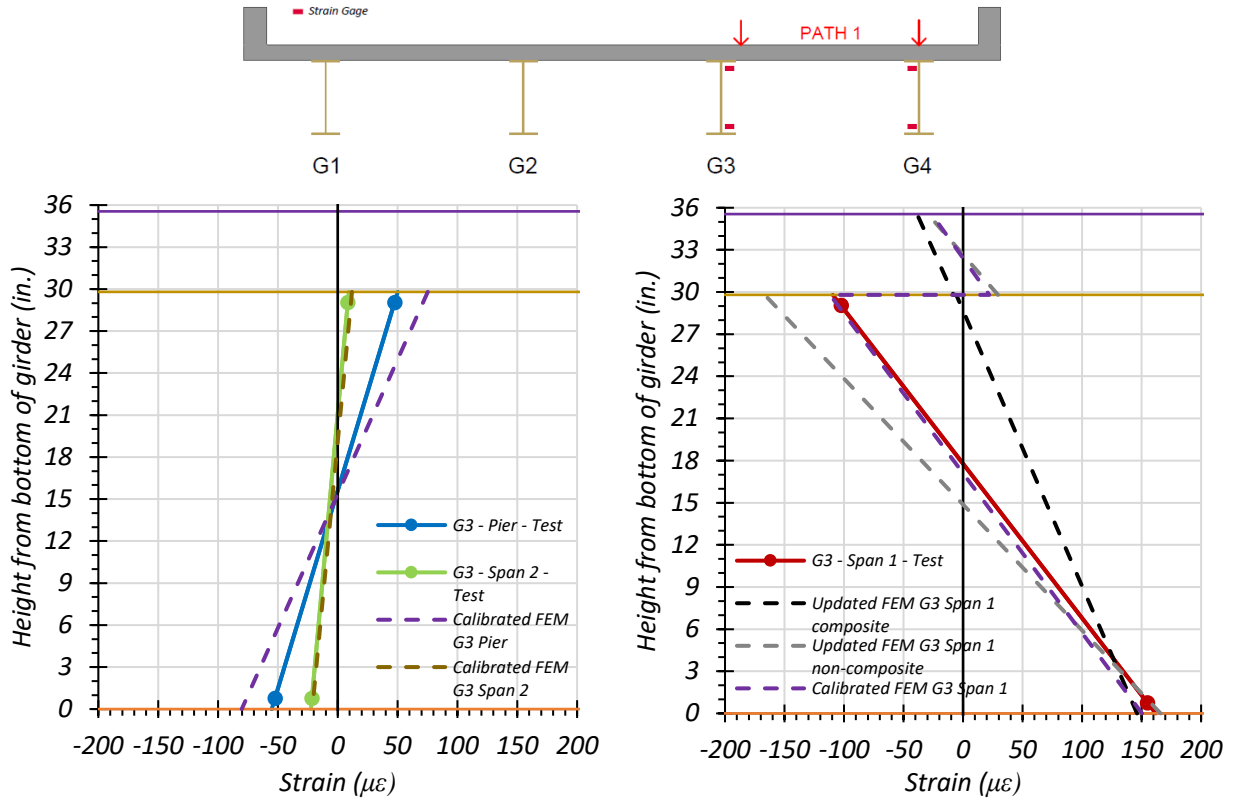 Strain Gage
PATH 1
G1
G2
G3
G4
Height from bottom of girder (in.)
36
33
30
27
24
21
18
15
12
9
6
3
0
-200 -150 -100 -50 0 50 100 150 200
Strain (με)
G3 - Pier - Test
G3 - Span 2 -
Test
Calibrated FEM
G3 Pier
Calibrated FEM
G3 Span 2
Height from bottom of girder (in.)
36
33
30
27
24
21
18
15
12
9
6
3
0
-200 -150 -100 -50 0 50 100 150 200
Strain (με)
G3 - Span 1 - Test
Updated FEM G3 Span 1
composite
Updated FEM G3 Span 1
non-composite
Calibrated FEM G3 Span 1